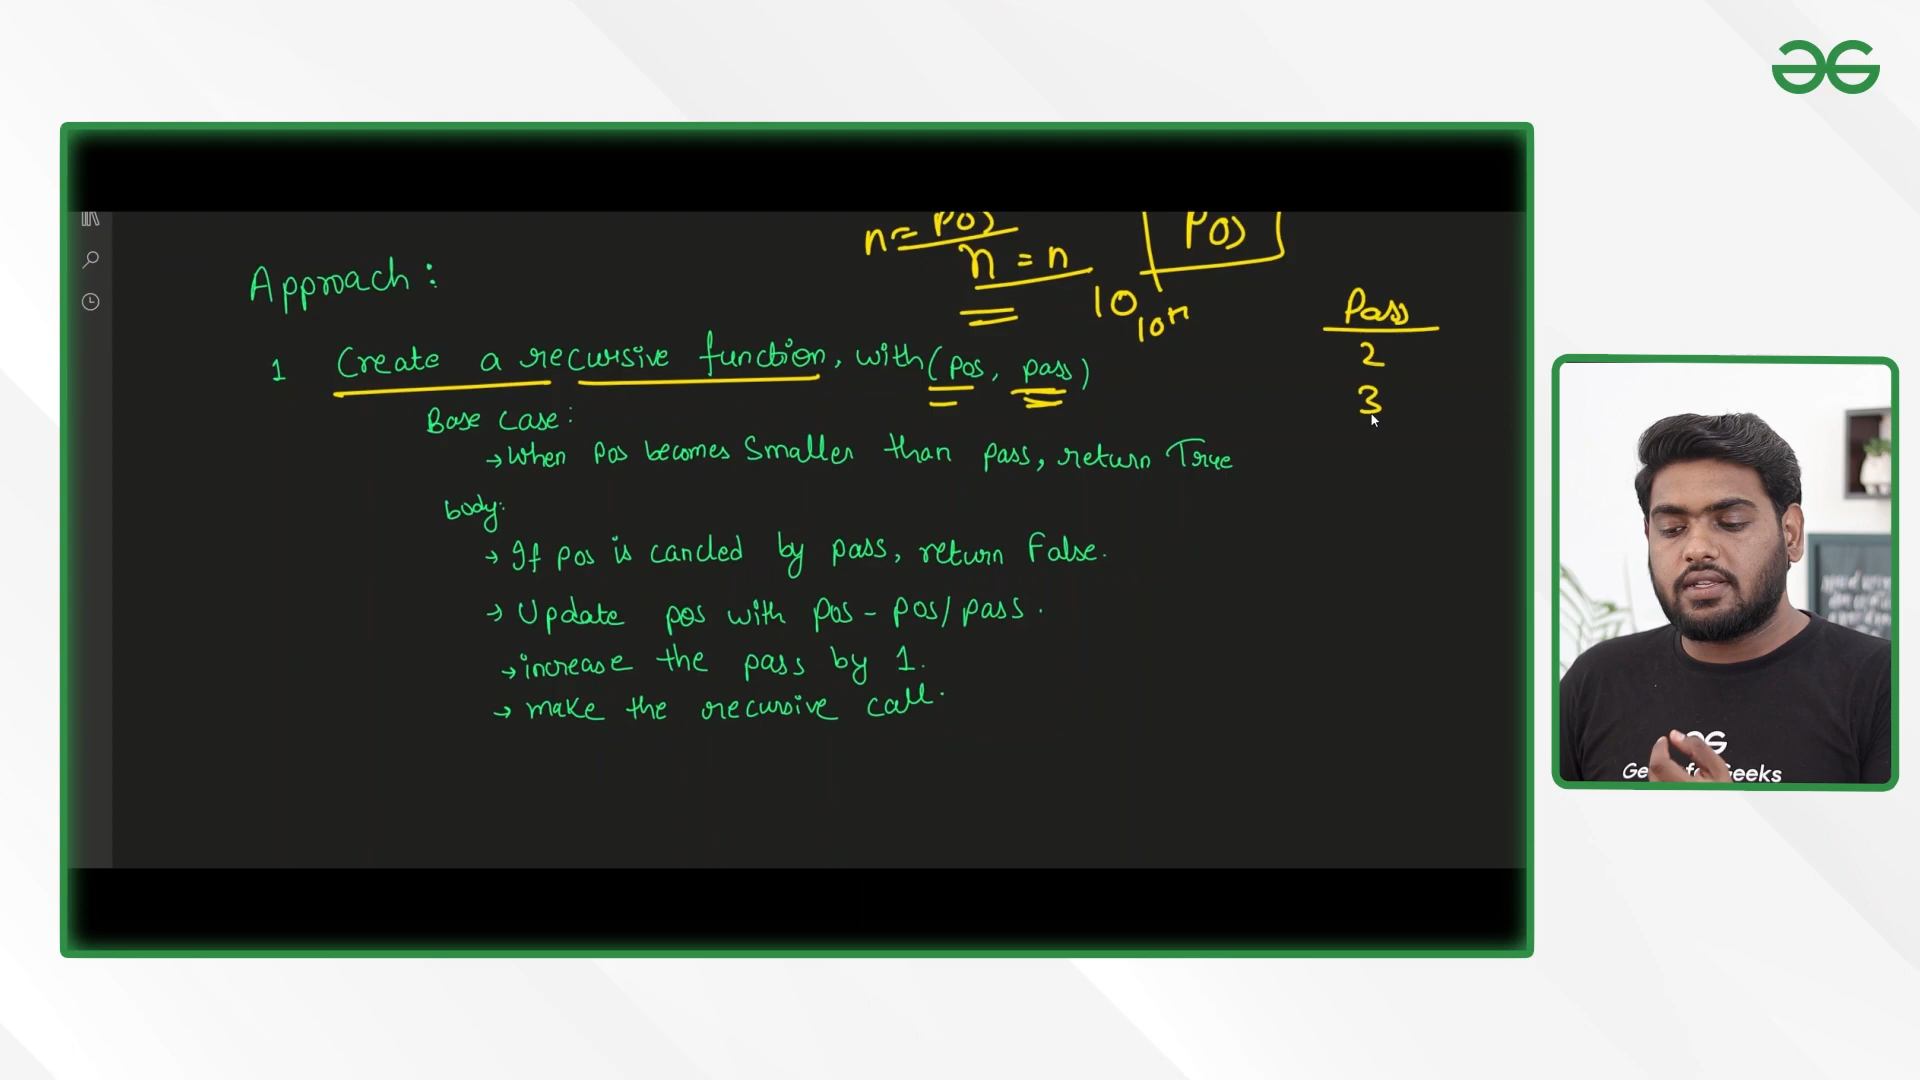 n = Pos
n = n
Pos
10
10th
Pass
2
3
Approach :
1 Create a recursive function, with (pos, pass)
Base case:
→ When Pos becomes Smaller than pass, return True
body:
→ If pos is cancled by pass, return False.
→ Update pos with pos - pos/pass.
→ increase the pass by 1.
→ make the recursive call.